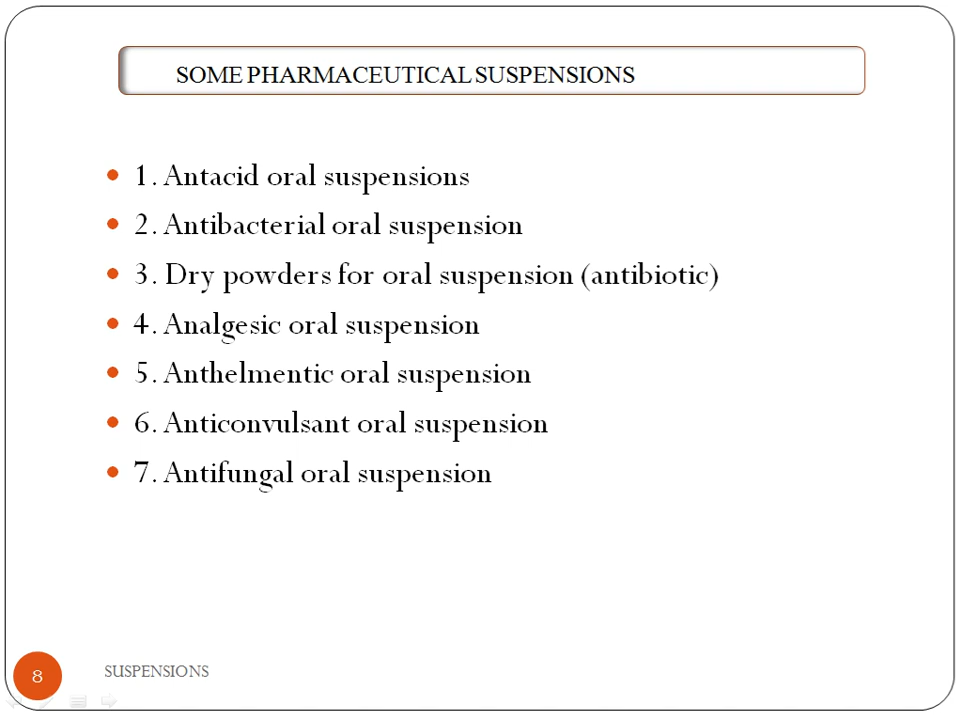 SOME PHARMACEUTICAL SUSPENSIONS
• 1. Antacid oral suspensions
• 2. Antibacterial oral suspension
• 3. Dry powders for oral suspension (antibiotic)
• 4. Analgesic oral suspension
• 5. Anthelmentic oral suspension
• 6. Anticonvulsant oral suspension
• 7. Antifungal oral suspension
8 SUSPENSIONS